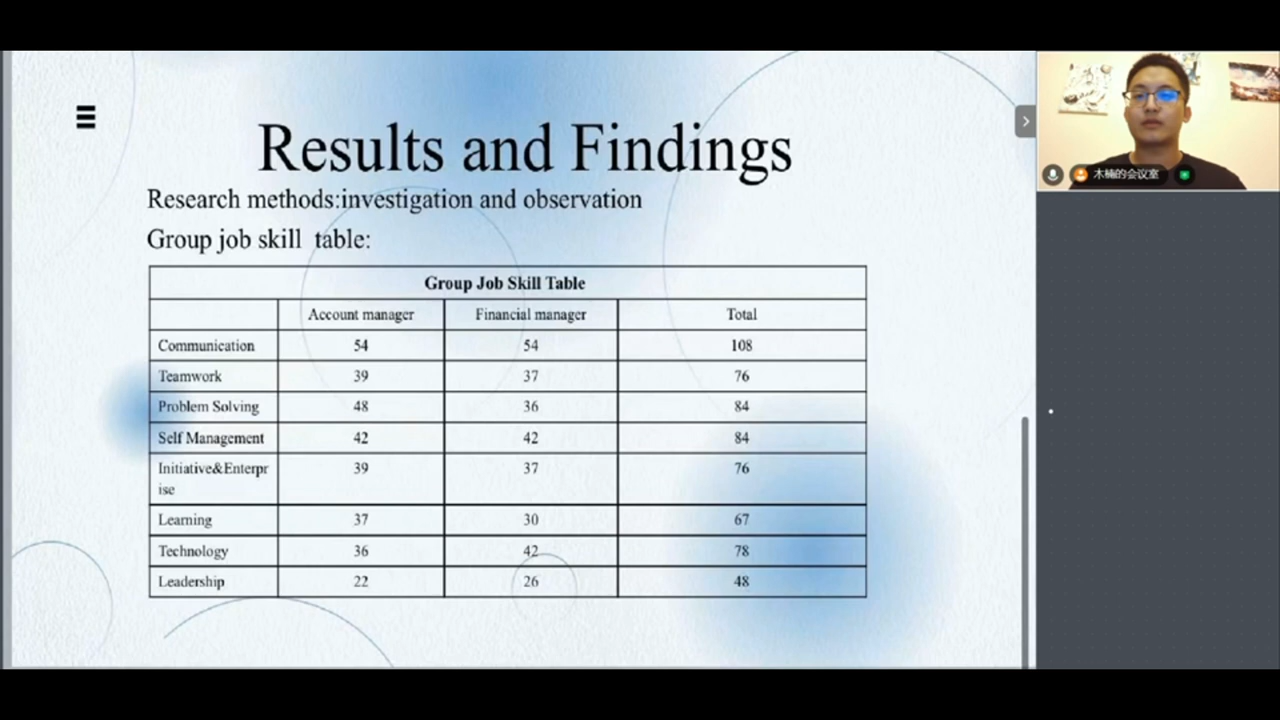 Results and Findings
Research methods:investigation and observation
Group job skill table:
Group Job Skill Table
Account manager Financial manager Total
Communication 54 54 108
Teamwork 39 37 76
Problem Solving 48 36 84
Self Management 42 42 84
Initiative&Enterpr 39 37 76
ise
Learning 37 30 67
Technology 36 42 78
Leadership 22 26 48
木楠的会议室